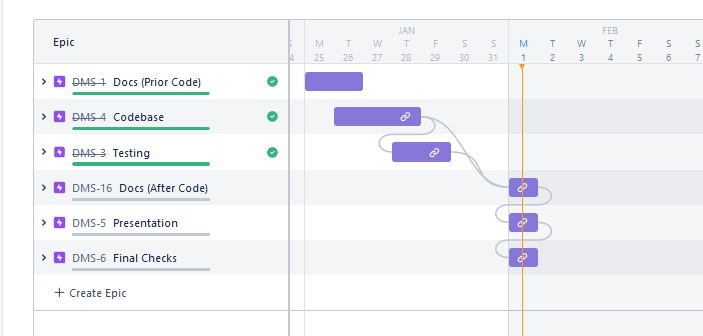 Epic
JAN
FEB
S M T W T F S S M T W T F S S
4 25 26 27 28 29 30 31 1 2 3 4 5 6 7
DMS-1 Docs (Prior Code)
DMS-4 Codebase
DMS-3 Testing
DMS-16 Docs (After Code)
DMS-5 Presentation
DMS-6 Final Checks
+ Create Epic